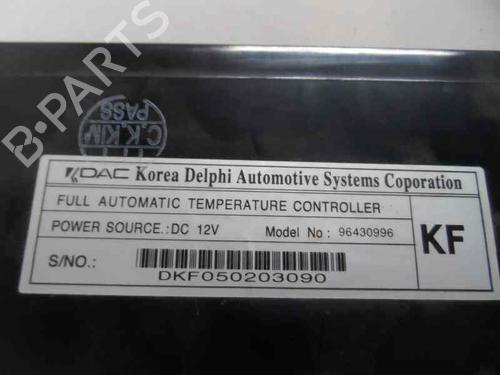 B-PARTS
PASS
C.K.KIM
KDAC Korea Delphi Automotive Systems Coporation
FULL AUTOMATIC TEMPERATURE CONTROLLER
POWER SOURCE.:DC 12V Model No : 96430996
KF
S/NO.:
DKF050203090